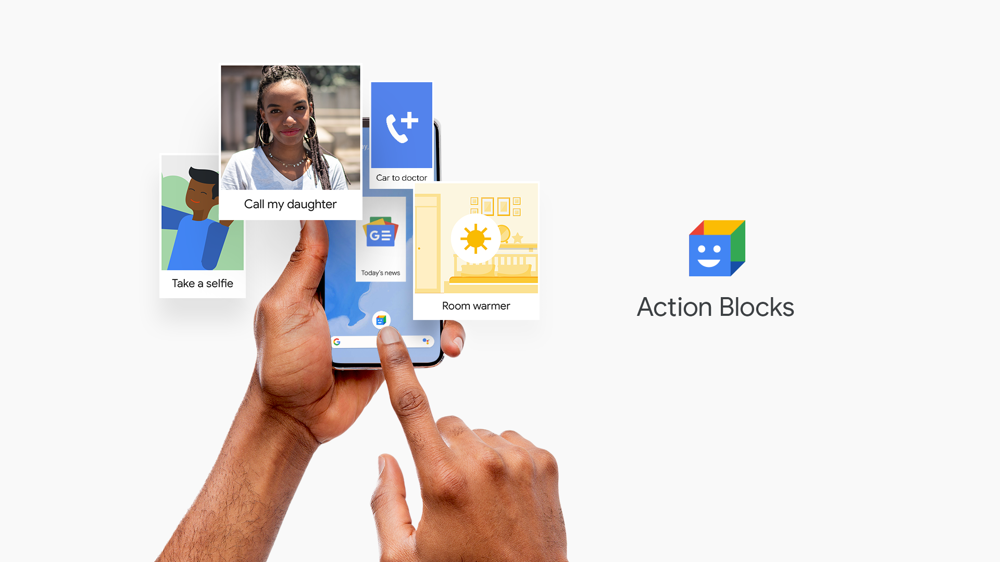 Call my daughter
Car to doctor
Take a selfie
G
Today's news
Room warmer
G
Action Blocks